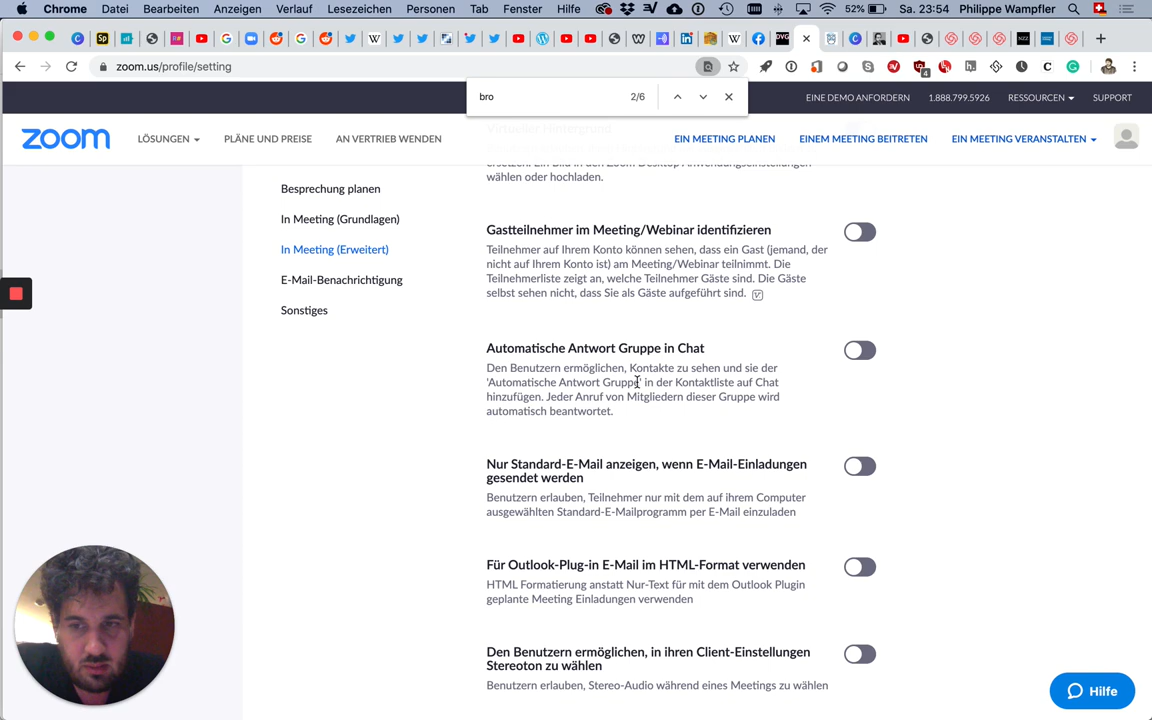 Chrome Datei Bearbeiten Anzeigen Verlauf Lesezeichen Personen Tab Fenster Hilfe 52% Sa. 23:54 Philippe Wampfler
zoom.us/profile/setting
bro 2/6
EINE DEMO ANFORDERN 1.888.799.5926 RESSOURCEN SUPPORT
zoom LÖSUNGEN PLÄNE UND PREISE AN VERTRIEB WENDEN EIN MEETING PLANEN EINEM MEETING BEITRETEN EIN MEETING VERANSTALTEN
Virtueller Hintergrund
ersetzen. Ein Bild in den Zoom Desktop Anwendungseinstellungen
wählen oder hochladen.
Besprechung planen
In Meeting (Grundlagen)
In Meeting (Erweitert)
E-Mail-Benachrichtigung
Sonstiges
Gastteilnehmer im Meeting/Webinar identifizieren
Teilnehmer auf Ihrem Konto können sehen, dass ein Gast (jemand, der
nicht auf Ihrem Konto ist) am Meeting/Webinar teilnimmt. Die
Teilnehmerliste zeigt an, welche Teilnehmer Gäste sind. Die Gäste
selbst sehen nicht, dass Sie als Gäste aufgeführt sind.
Automatische Antwort Gruppe in Chat
Den Benutzern ermöglichen, Kontakte zu sehen und sie der
'Automatische Antwort Gruppe' in der Kontaktliste auf Chat
hinzufügen. Jeder Anruf von Mitgliedern dieser Gruppe wird
automatisch beantwortet.
Nur Standard-E-Mail anzeigen, wenn E-Mail-Einladungen
gesendet werden
Benutzern erlauben, Teilnehmer nur mit dem auf ihrem Computer
ausgewählten Standard-E-Mailprogramm per E-Mail einzuladen
Für Outlook-Plug-in E-Mail im HTML-Format verwenden
HTML Formatierung anstatt Nur-Text für mit dem Outlook Plugin
geplante Meeting Einladungen verwenden
Den Benutzern ermöglichen, in ihren Client-Einstellungen
Stereoton zu wählen
Benutzern erlauben, Stereo-Audio während eines Meetings zu wählen
Hilfe